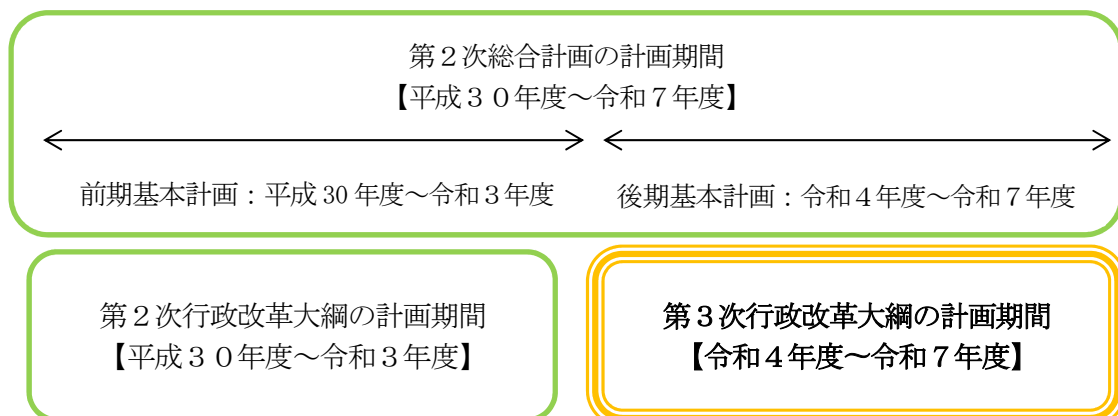 第２次総合計画の計画期間
【平成３０年度～令和７年度】
前期基本計画：平成 30 年度～令和３年度
後期基本計画：令和４年度～令和７年度
第２次行政改革大綱の計画期間
【平成３０年度～令和３年度】
第３次行政改革大綱の計画期間
【令和４年度～令和７年度】